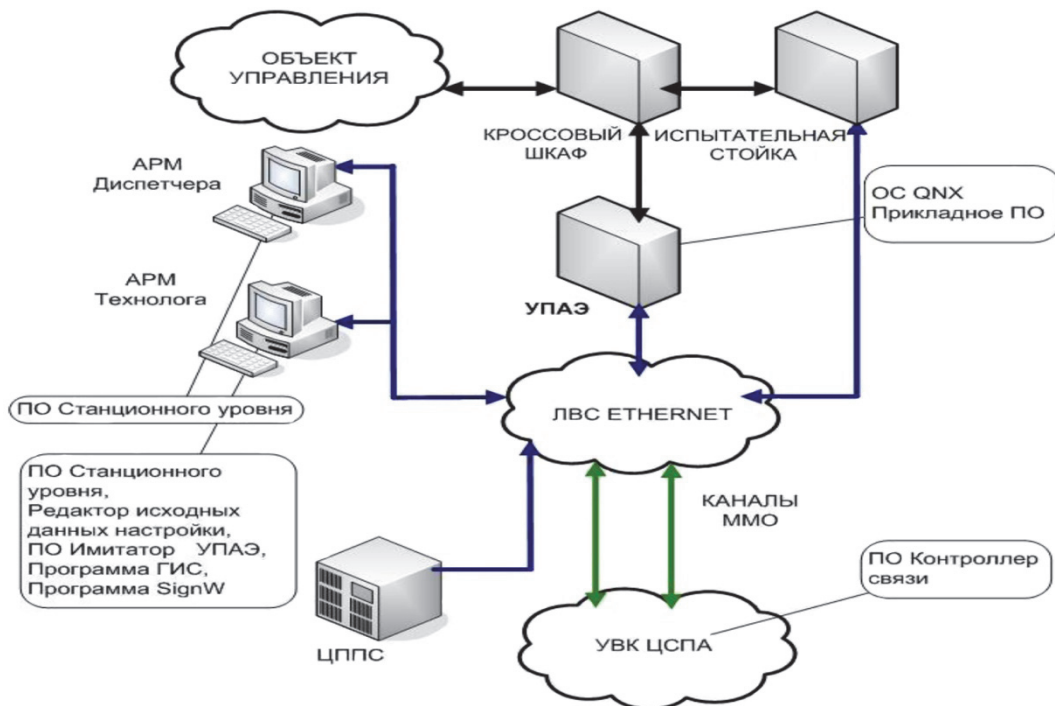 ОБЪЕКТ
УПРАВЛЕНИЯ
КРОССОВЫЙ
ШКАФ
ИСПЫТАТЕЛЬНАЯ
СТОЙКА
АРМ
Диспетчера
ОС QNX
Прикладное ПО
АРМ
Технолога
УПАЭ
ПО Станционного уровня
ЛВС ETHERNET
ПО Станционного
уровня,
Редактор исходных
данных настройки,
ПО Имитатор УПАЭ,
Программа ГИС,
Программа SignW
КАНАЛЫ
ММО
ПО Контроллер
связи
ЦППС
УВК ЦСПА